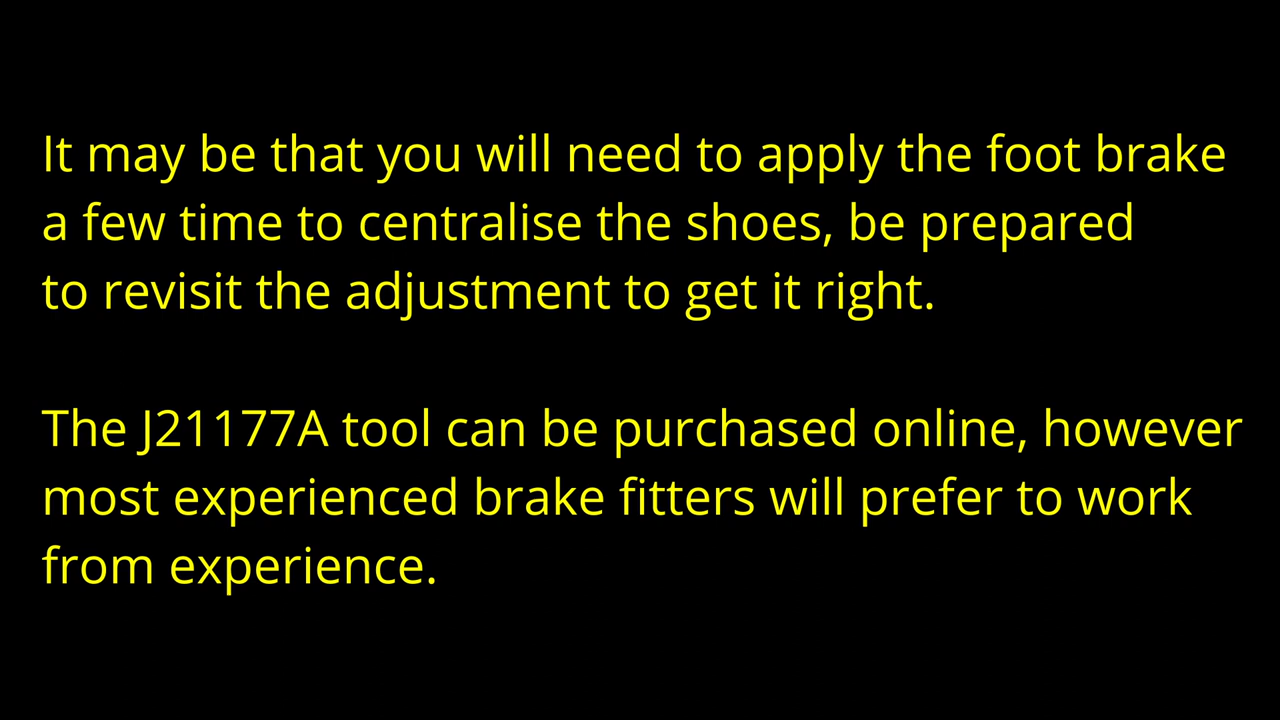 It may be that you will need to apply the foot brake
a few time to centralise the shoes, be prepared
to revisit the adjustment to get it right.
The J21177A tool can be purchased online, however
most experienced brake fitters will prefer to work
from experience.